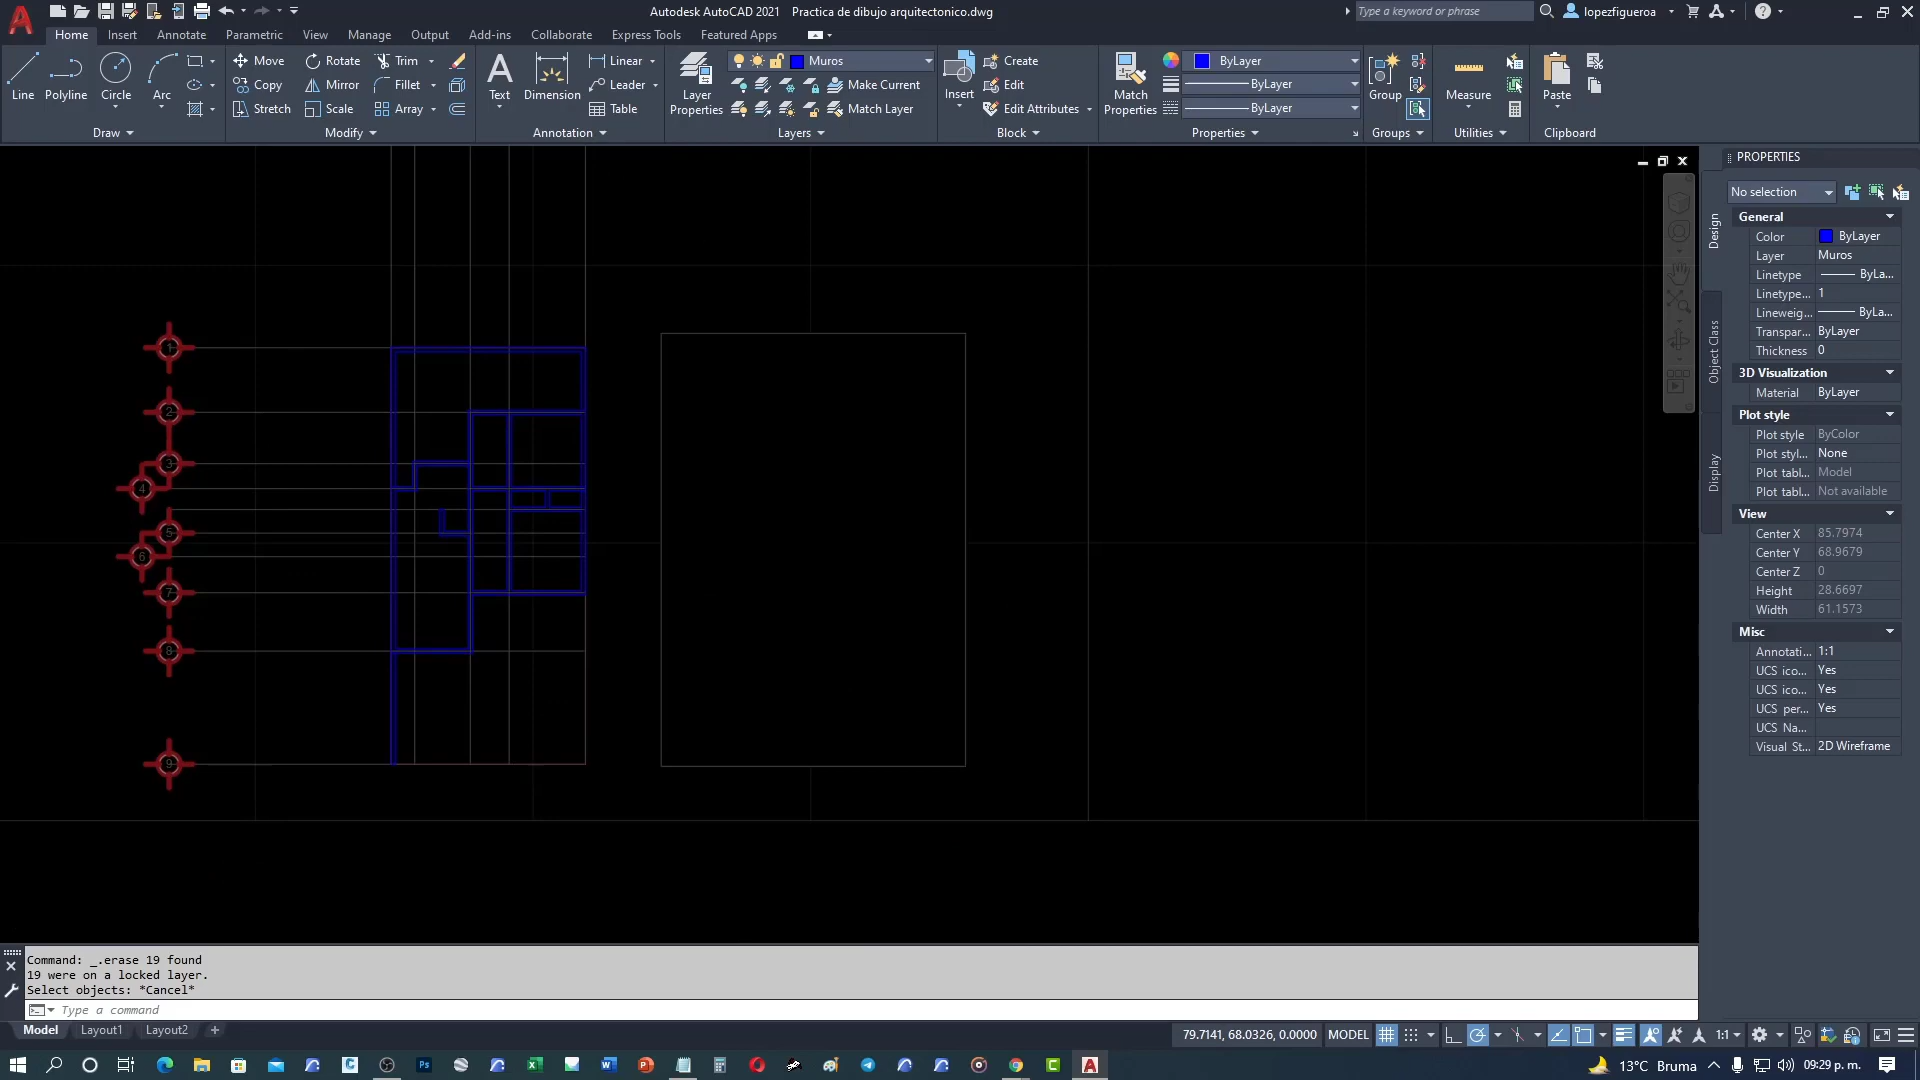 Autodesk AutoCAD 2021 Practica de dibujo arquitectonico.dwg
Type a keyword or phrase
lopezfigueroa
Home Insert Annotate Parametric View Manage Output Add-ins Collaborate Express Tools Featured Apps
Line Polyline Circle Arc
Draw
Move Rotate Trim
Copy Mirror Fillet
Stretch Scale Array
Modify
Text Dimension
Linear
Leader
Table
Annotation
Layer Properties
Muros
Make Current
Match Layer
Layers
Insert
Create
Edit
Edit Attributes
Block
Match Properties
ByLayer
ByLayer
ByLayer
Properties
Group
Groups
Measure
Utilities
Paste
Clipboard
PROPERTIES
No selection
Design
Object Class
Display
General
Color ByLayer
Layer Muros
Linetype ByLa...
Linetype... 1
Lineweig... ByLa...
Transpar... ByLayer
Thickness 0
3D Visualization
Material ByLayer
Plot style
Plot style ByColor
Plot styl... None
Plot tabl... Model
Plot tabl... Not available
View
Center X 85.7974
Center Y 68.9679
Center Z 0
Height 28.6697
Width 61.1573
Misc
Annotati... 1:1
UCS ico... Yes
UCS ico... Yes
UCS per... Yes
UCS Na...
Visual St... 2D Wireframe
1
2
3
4
5
6
7
8
9
Command: _.erase 19 found
19 were on a locked layer.
Select objects: *Cancel*
Type a command
Model Layout1 Layout2 +
79.7141, 68.0326, 0.0000 MODEL 1:1
13°C Bruma 09:29 p. m.